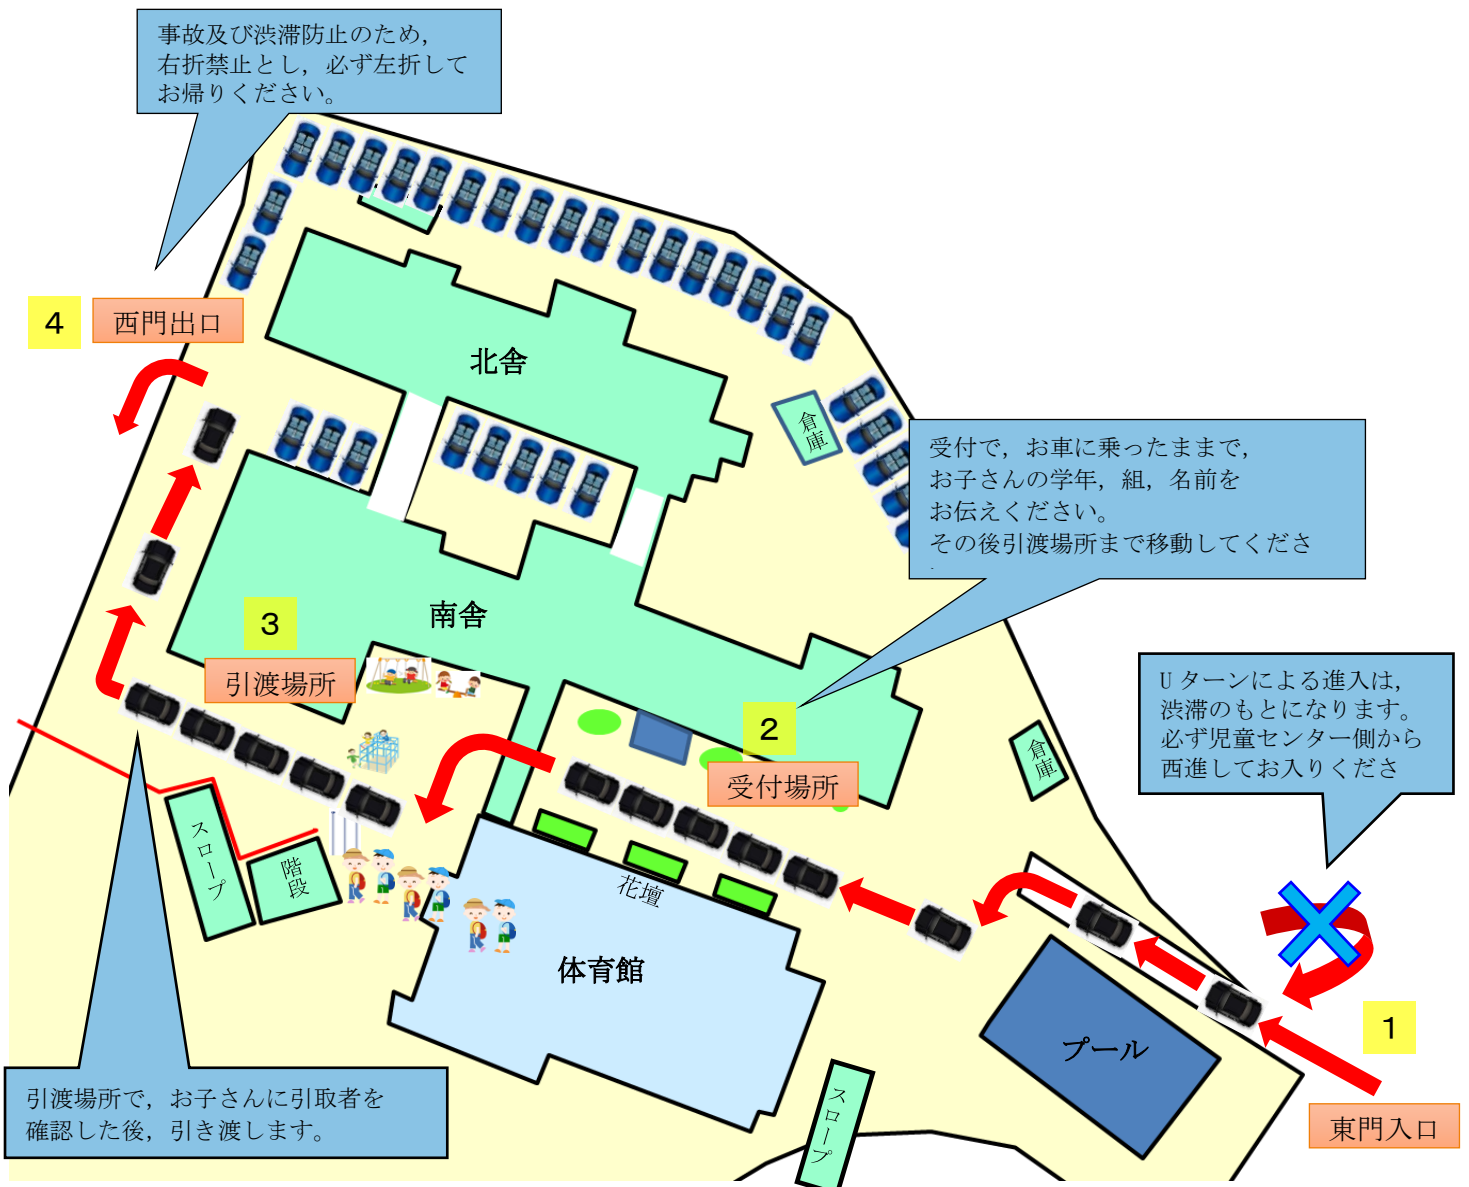 事故及び渋滞防止のため，
右折禁止とし，必ず左折して
お帰りください。
4
西門出口
北舎
倉庫
受付で，お車に乗ったままで，
お子さんの学年，組，名前を
お伝えください。
その後引渡場所まで移動してくださ
南舎
3
引渡場所
2
受付場所
倉庫
Uターンによる進入は，
渋滞のもとになります。
必ず児童センター側から
西進してお入りくださ
スロープ
階段
花壇
体育館
プール
1
東門入口
スロープ
引渡場所で，お子さんに引取者を
確認した後，引き渡します。